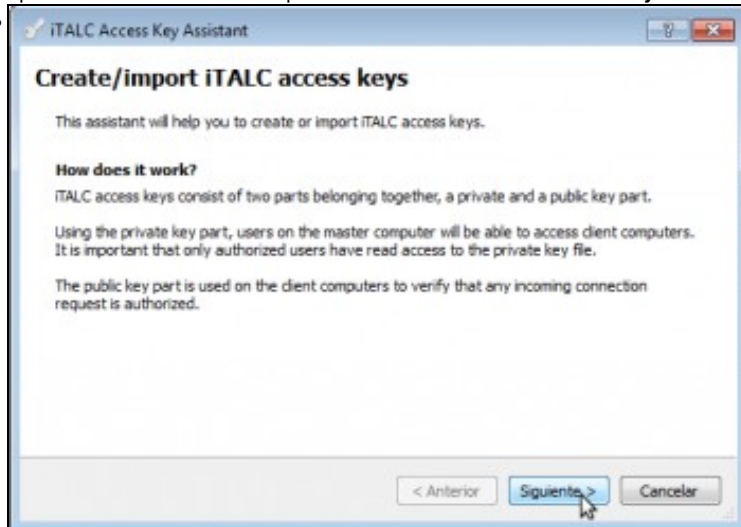 iTALC Access Key Assistant
Create/import iTALC access keys
This assistant will help you to create or import iTALC access keys.
How does it work?
iTALC access keys consist of two parts belonging together, a private and a public key part.
Using the private key part, users on the master computer will be able to access client computers.
It is important that only authorized users have read access to the private key file.
The public key part is used on the client computers to verify that any incoming connection
request is authorized.
< Anterior Siguiente > Cancelar